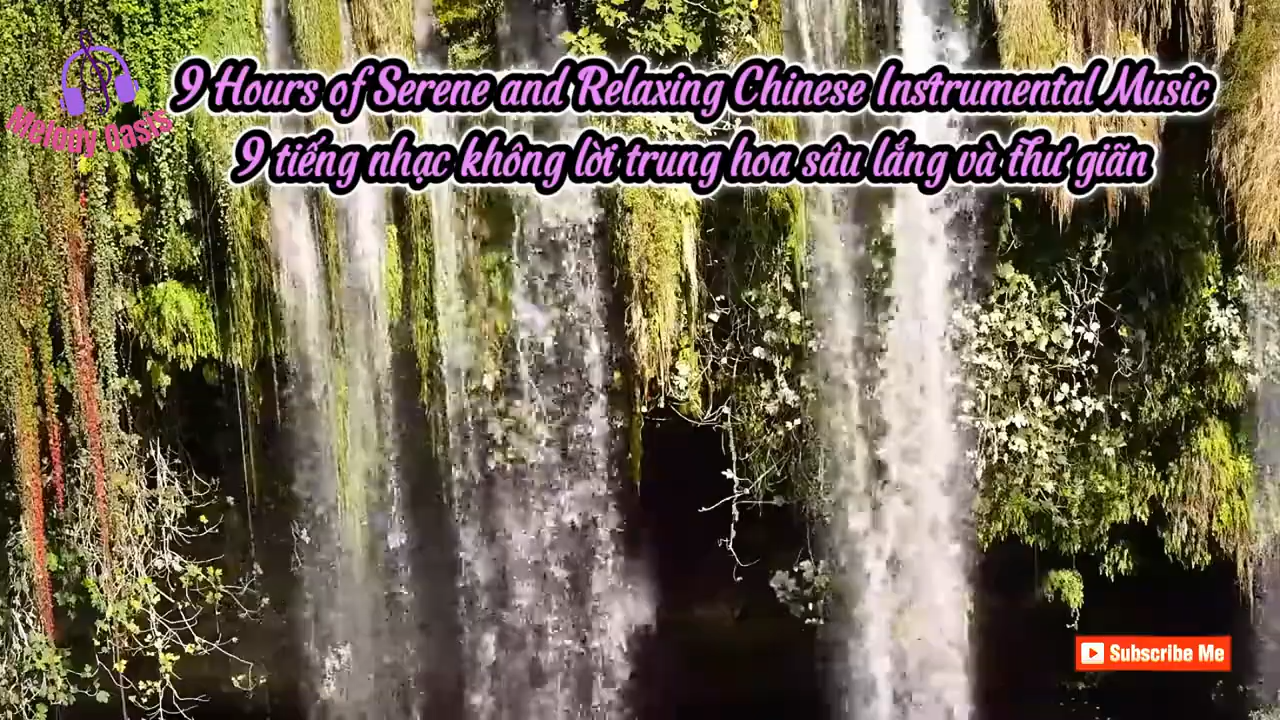 9 Hours of Serene and Relaxing Chinese Instrumental Music
9 tiếng nhạc không lời trung hoa sâu lắng và thư giãn
Melody Oasis
Subscribe Me